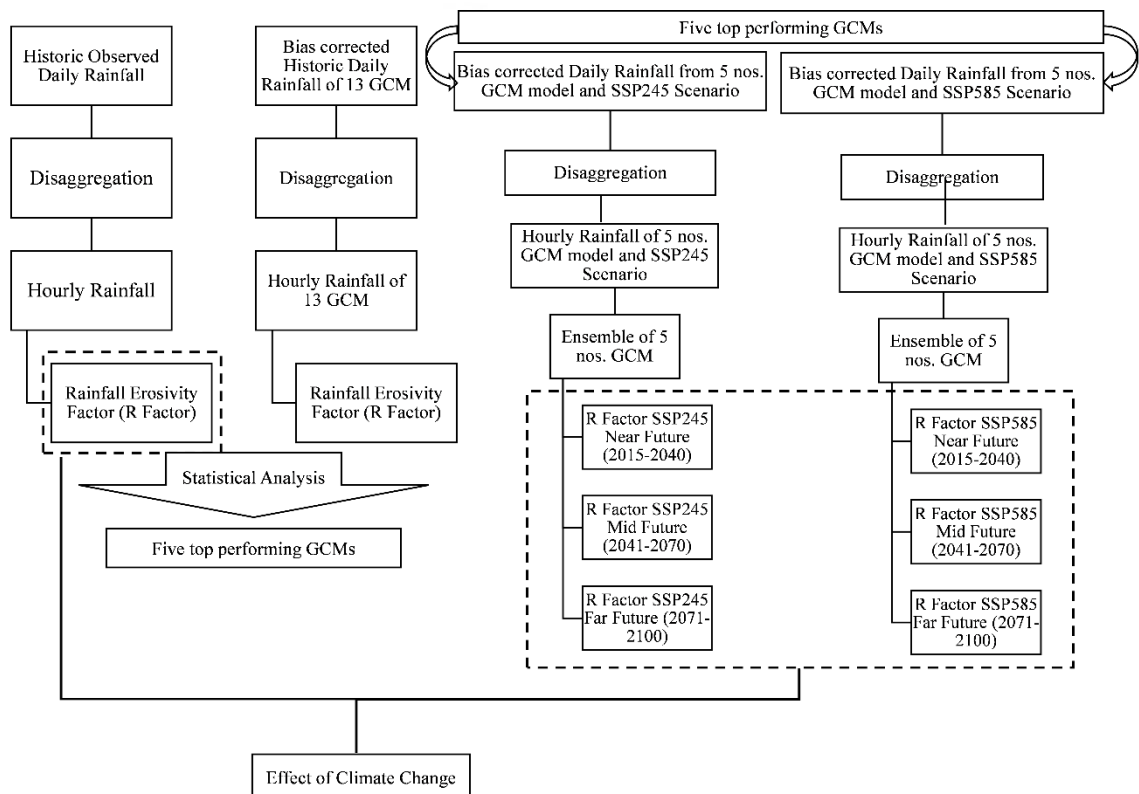 Historic Observed
Daily Rainfall
Disaggregation
Hourly Rainfall
Rainfall Erosivity
Factor (R Factor)
Bias corrected
Historic Daily
Rainfall of 13 GCM
Disaggregation
Hourly Rainfall of
13 GCM
Rainfall Erosivity
Factor (R Factor)
Statistical Analysis
Five top performing GCMs
Five top performing GCMs
Bias corrected Daily Rainfall from 5 nos.
GCM model and SSP245 Scenario
Disaggregation
Hourly Rainfall of 5 nos.
GCM model and SSP245
Scenario
Ensemble of 5
nos. GCM
R Factor SSP245
Near Future
(2015-2040)
R Factor SSP245
Mid Future
(2041-2070)
R Factor SSP245
Far Future (2071-
2100)
Bias corrected Daily Rainfall from 5 nos.
GCM model and SSP585 Scenario
Disaggregation
Hourly Rainfall of 5 nos.
GCM model and SSP585
Scenario
Ensemble of 5
nos. GCM
R Factor SSP585
Near Future
(2015-2040)
R Factor SSP585
Mid Future
(2041-2070)
R Factor SSP585
Far Future (2071-
2100)
Effect of Climate Change